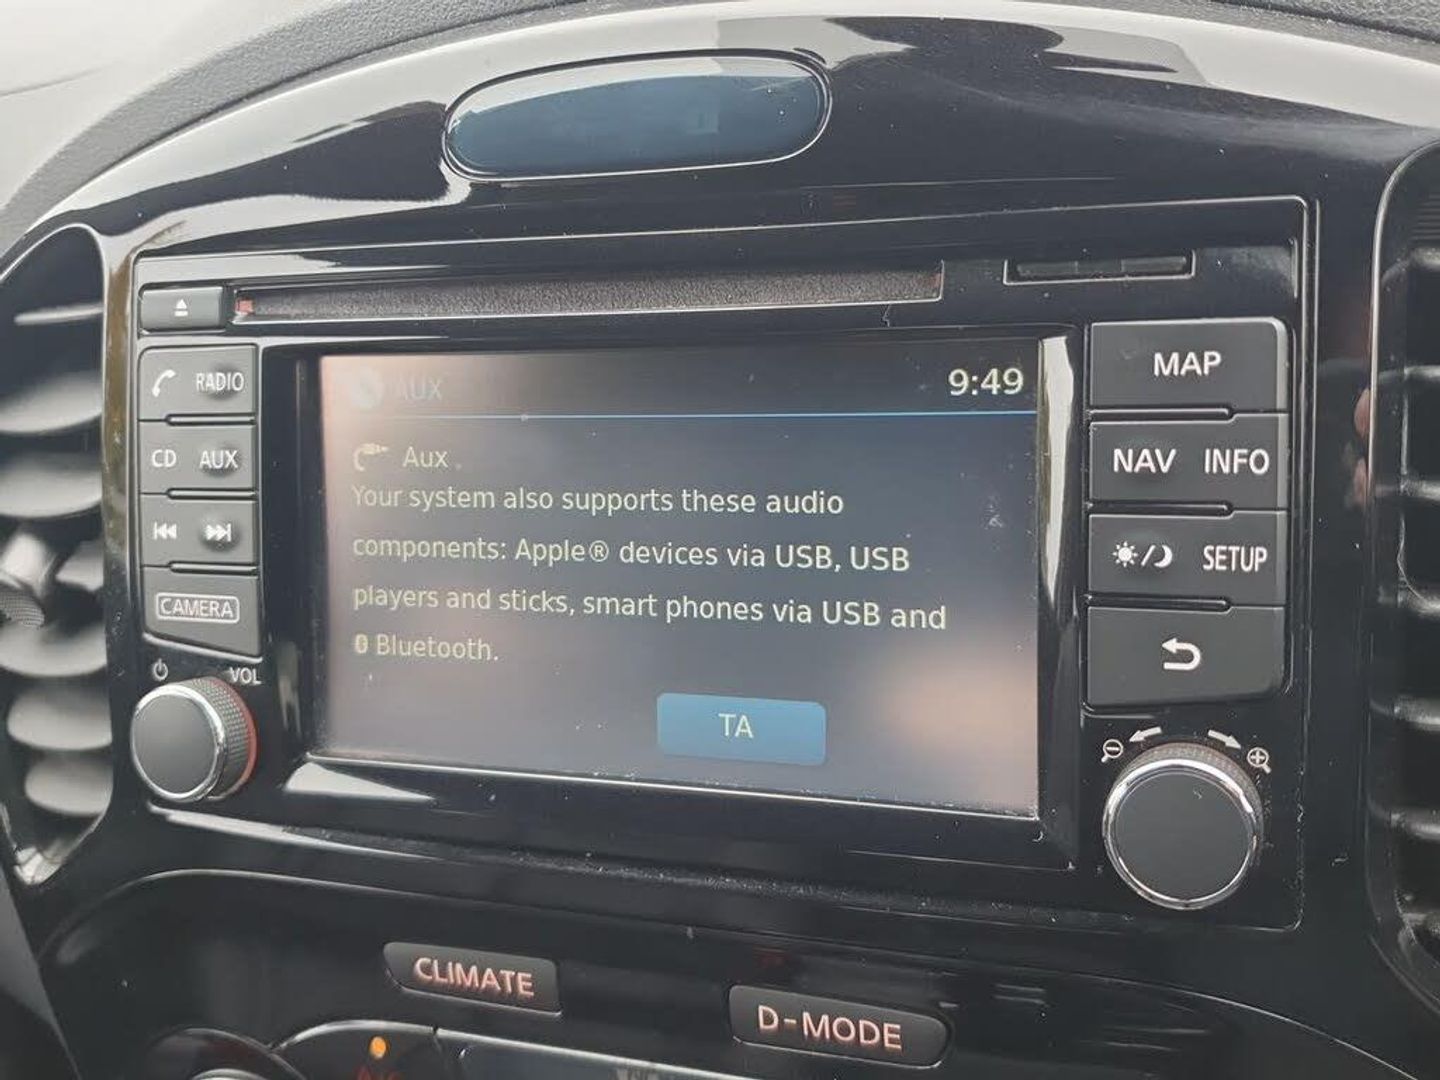 RADIO
CD AUX
CAMERA
VOL
AUX
9:49
Aux
Your system also supports these audio
components: Apple® devices via USB, USB
players and sticks, smart phones via USB and
Bluetooth.
TA
MAP
NAV INFO
SETUP
CLIMATE
D-MODE